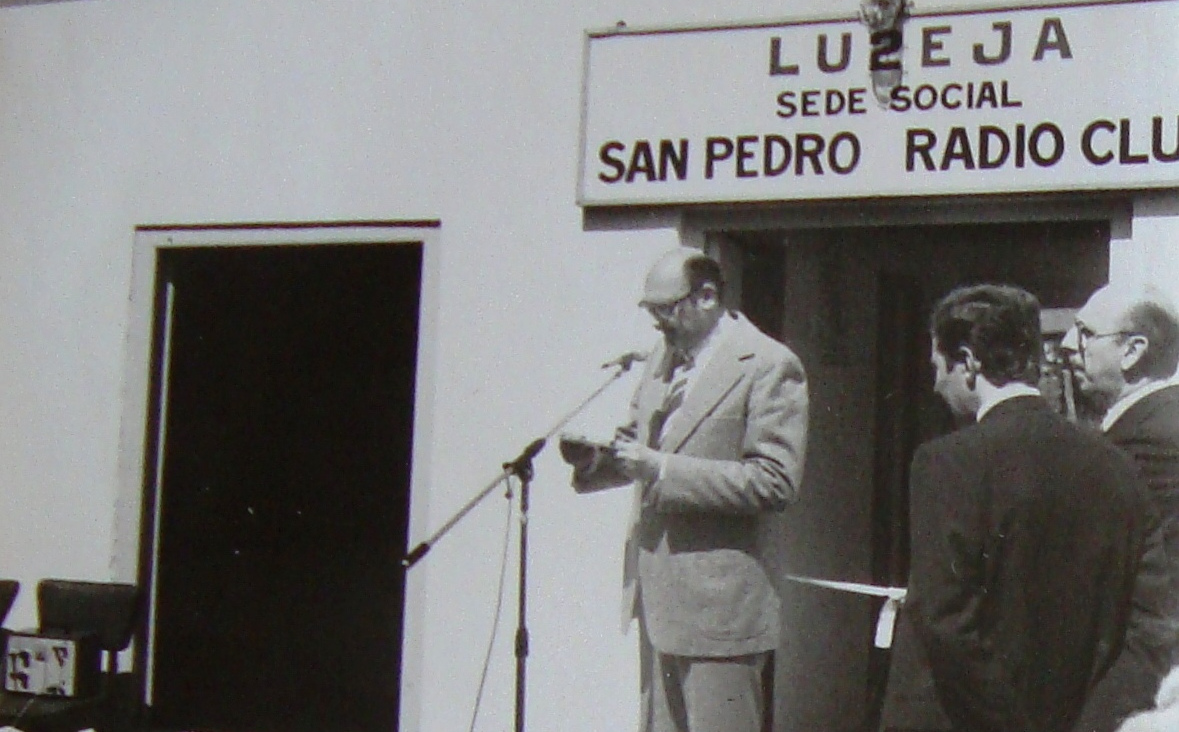 LU2EJA
SEDE SOCIAL
SAN PEDRO RADIO CLU